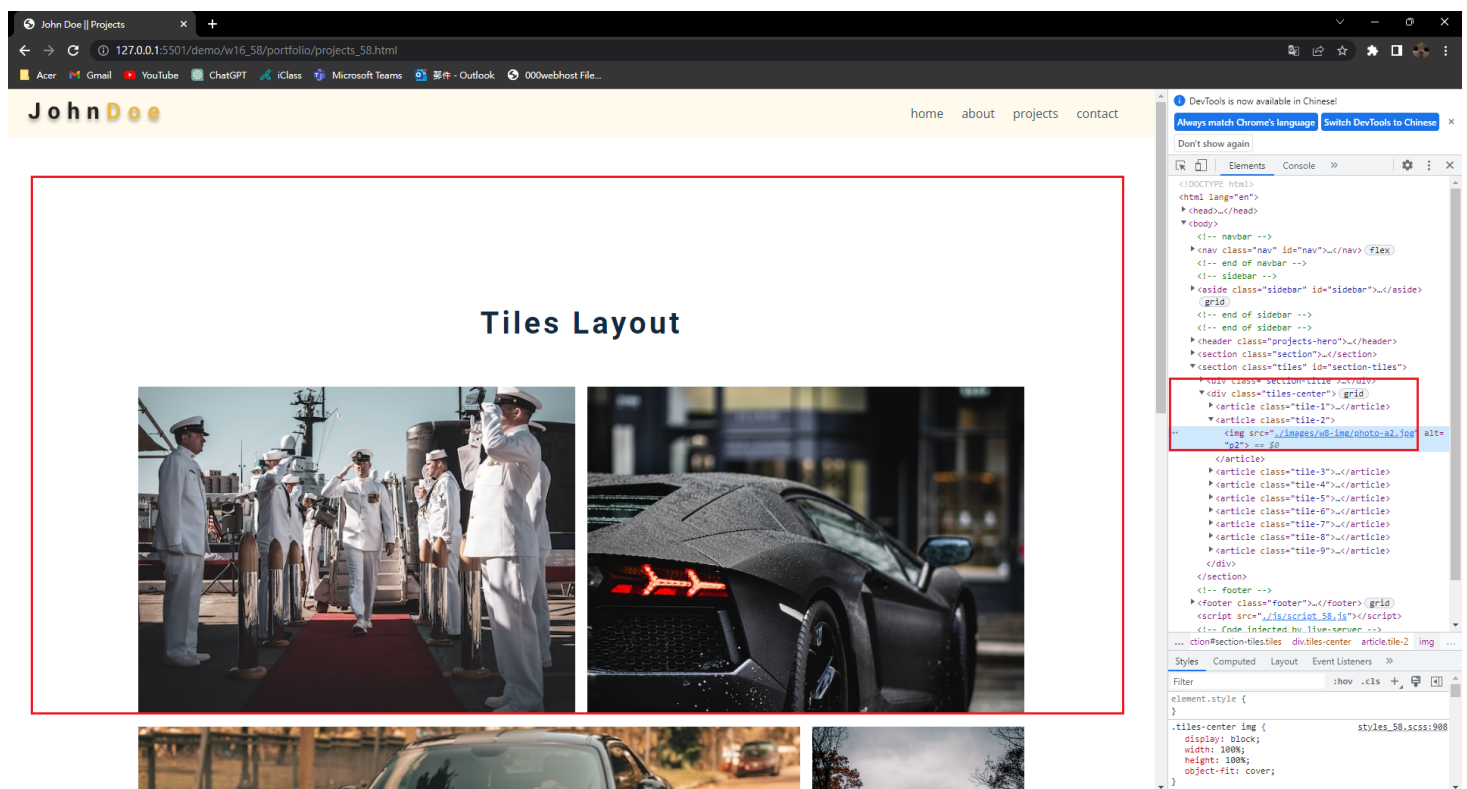 John Doe || Projects
127.0.0.1:5501/demo/w16_58/portfolio/projects_58.html
Acer Gmail YouTube ChatGPT iClass Microsoft Teams 郵件 - Outlook 000webhost File...
JohnDoe
home about projects contact
Tiles Layout
DevTools is now available in Chinese!
Always match Chrome's language Switch DevTools to Chinese
Don't show again
Elements Console »
<!DOCTYPE html>
<html lang="en">
<head>…</head>
<body>
<!-- navbar -->
<nav class="nav" id="nav">…</nav> flex
<!-- end of navbar -->
<!-- sidebar -->
<aside class="sidebar" id="sidebar">…</aside>
grid
<!-- end of sidebar -->
<!-- end of sidebar -->
<header class="projects-hero">…</header>
<section class="section">…</section>
<section class="tiles" id="section-tiles">
<div class="section-title">…</div>
<div class="tiles-center"> grid
<article class="tile-1">…</article>
<article class="tile-2">
<img src="./images/w8-img/photo-a2.jpg" alt=
"p2"> == $0
</article>
<article class="tile-3">…</article>
<article class="tile-4">…</article>
<article class="tile-5">…</article>
<article class="tile-6">…</article>
<article class="tile-7">…</article>
<article class="tile-8">…</article>
<article class="tile-9">…</article>
</div>
</section>
<!-- footer -->
<footer class="footer">…</footer> grid
<script src="./js/script_58.js"></script>
<!-- Code injected by live-server -->
... ction#section-tiles.tiles div.tiles-center article.tile-2 img ...
Styles Computed Layout Event Listeners »
Filter :hov .cls +
element.style {
}
.tiles-center img { styles_58.scss:908
display: block;
width: 100%;
height: 100%;
object-fit: cover;
}